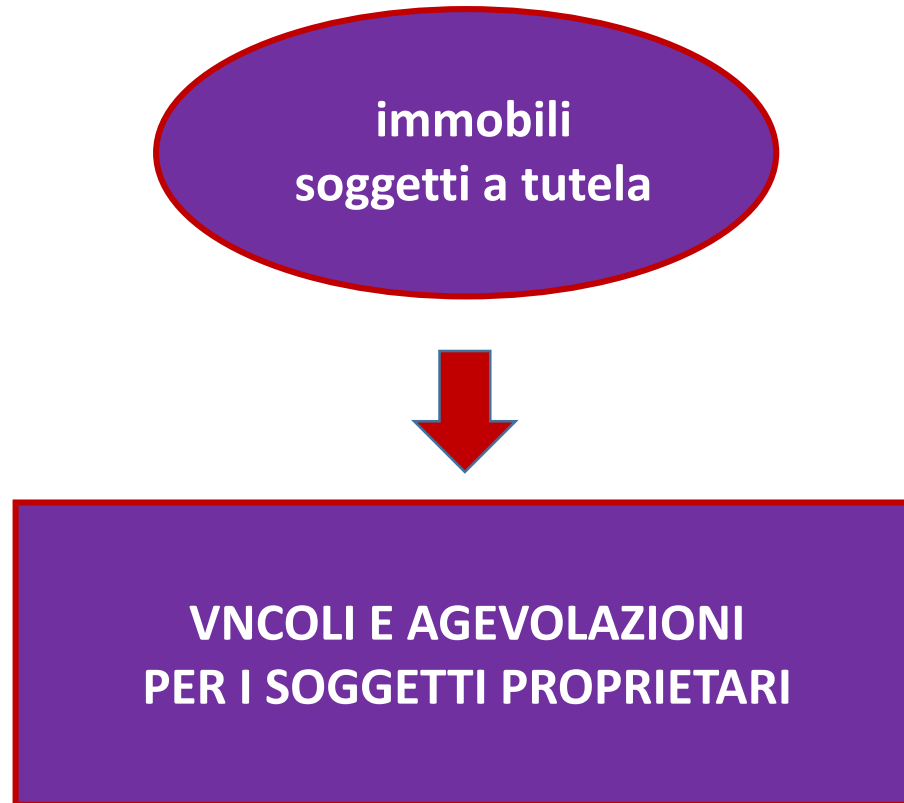 immobili
soggetti a tutela
VNCOLI E AGEVOLAZIONI
PER I SOGGETTI PROPRIETARI